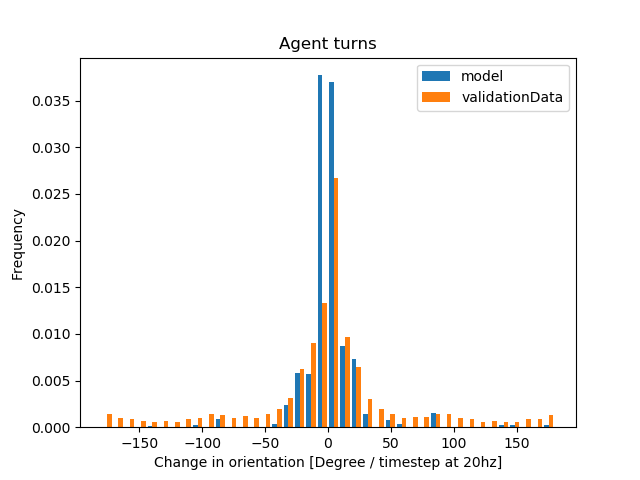 Agent turns
model
validationData
0.035
0.030
0.025
0.020
0.015
0.010
0.005
0.000
Frequency
−150 −100 −50 0 50 100 150
Change in orientation [Degree / timestep at 20hz]